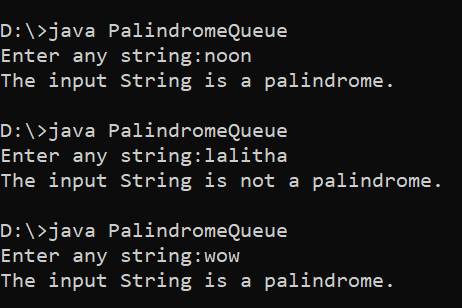 D:\>java PalindromeQueue
Enter any string:noon
The input String is a palindrome.
D:\>java PalindromeQueue
Enter any string:lalitha
The input String is not a palindrome.
D:\>java PalindromeQueue
Enter any string:wow
The input String is a palindrome.